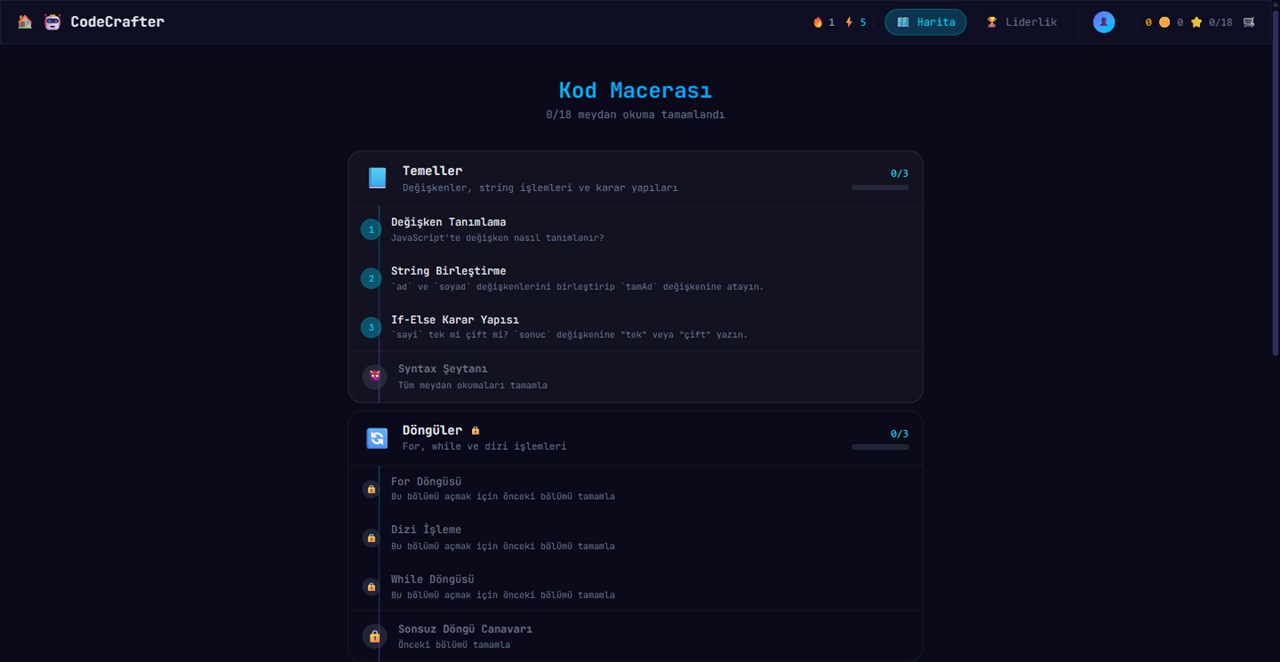 CodeCrafter
1
5
Harita
Liderlik
0
0
0/18
Kod Macerası
0/18 meydan okuma tamamlandı
Temeller
0/3
Değişkenler, string işlemleri ve karar yapıları
1
Değişken Tanımlama
JavaScript'te değişken nasıl tanımlanır?
2
String Birleştirme
`ad` ve `soyad` değişkenlerini birleştirip `tamAd` değişkenine atayın.
3
If-Else Karar Yapısı
`sayi` tek mi çift mi? `sonuc` değişkenine "tek" veya "çift" yazın.
Syntax Şeytanı
Tüm meydan okumaları tamamla
Döngüler
0/3
For, while ve dizi işlemleri
For Döngüsü
Bu bölümü açmak için önceki bölümü tamamla
Dizi İşleme
Bu bölümü açmak için önceki bölümü tamamla
While Döngüsü
Bu bölümü açmak için önceki bölümü tamamla
Sonsuz Döngü Canavarı
Önceki bölümü tamamla